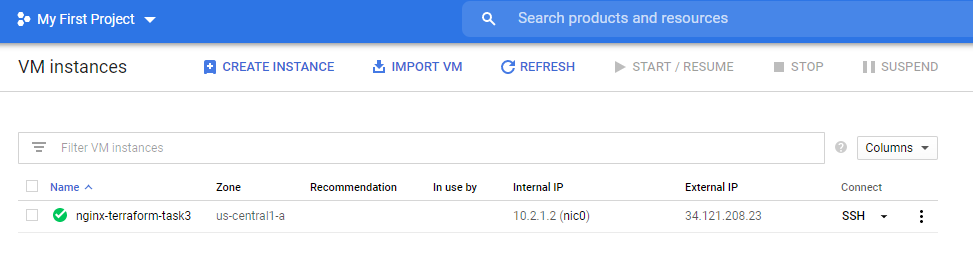 My First Project Search products and resources
VM instances CREATE INSTANCE IMPORT VM REFRESH START / RESUME STOP SUSPEND
Filter VM instances Columns
Name Zone Recommendation In use by Internal IP External IP Connect
nginx-terraform-task3 us-central1-a 10.2.1.2 (nic0) 34.121.208.23 SSH